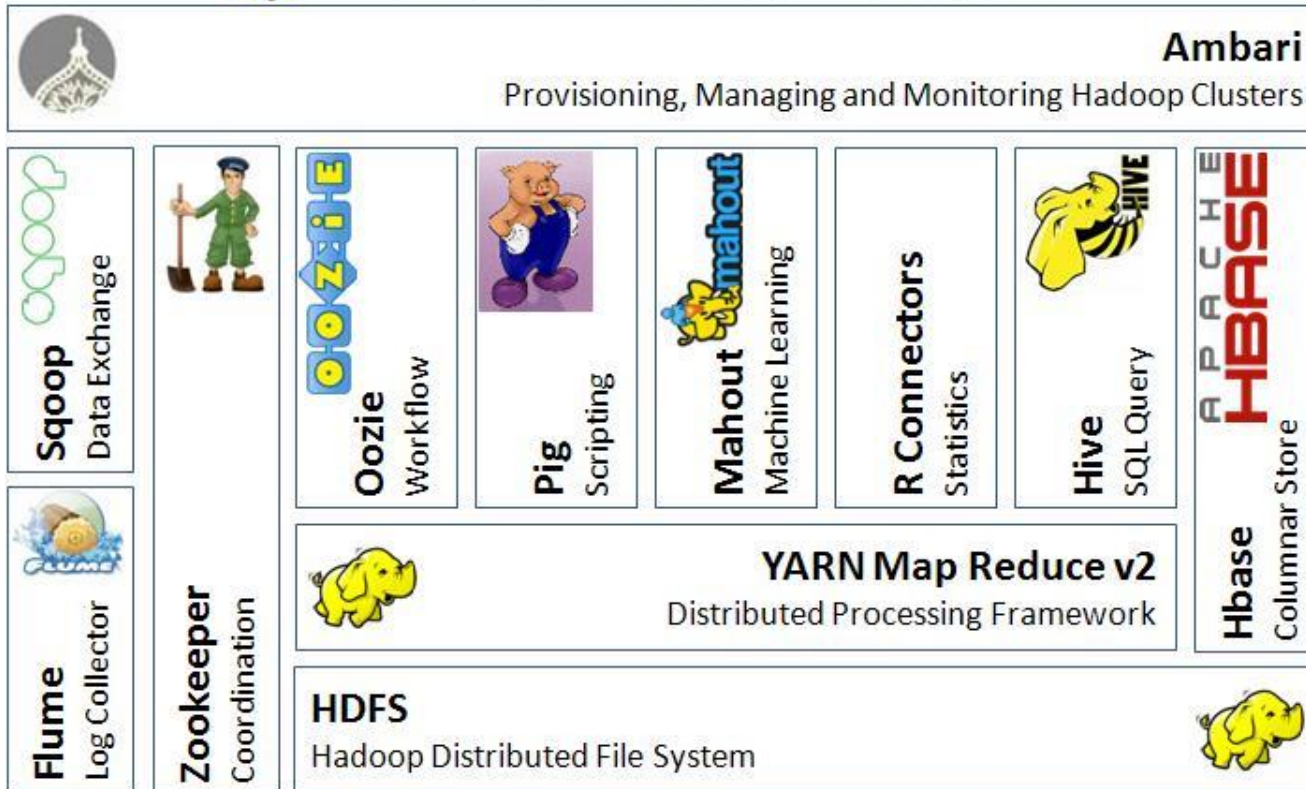 Ambari
Provisioning, Managing and Monitoring Hadoop Clusters
sqoop
Sqoop
Data Exchange
FLUME
Flume
Log Collector
Zookeeper
Coordination
OOZIE
Oozie
Workflow
Pig
Scripting
mahout
Mahout
Machine Learning
R Connectors
Statistics
HIVE
Hive
SQL Query
APACHE
HBASE
Hbase
Columnar Store
YARN Map Reduce v2
Distributed Processing Framework
HDFS
Hadoop Distributed File System